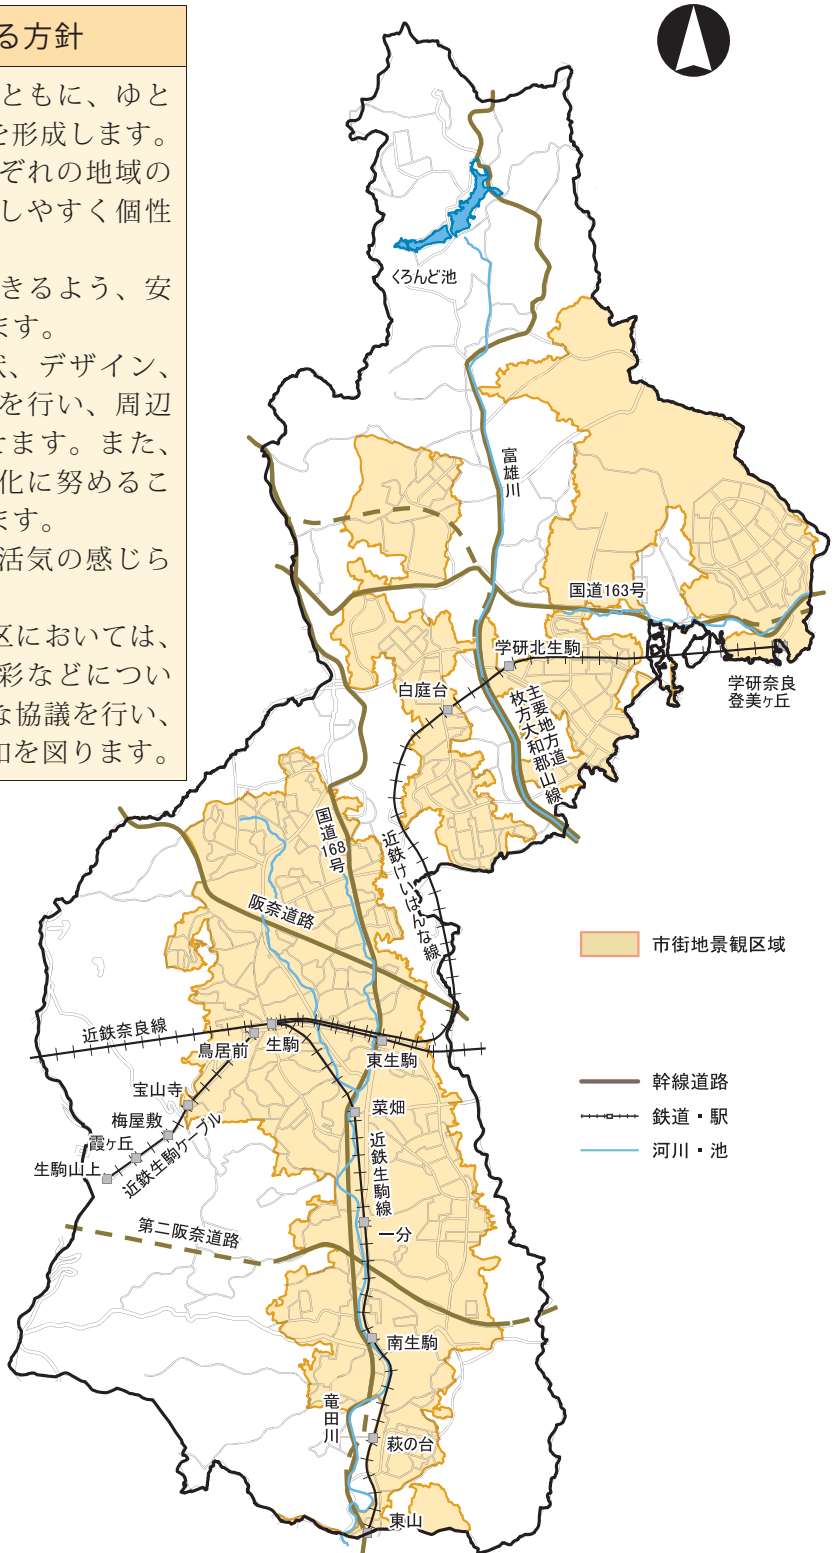 る方針
ともに、ゆと
を形成します。
ぞれの地域の
しやすく個性
きるよう、安
ます。
状、デザイン、
を行い、周辺
せます。また、
化に努めるこ
ます。
活気の感じら
区においては、
彩などについ
な協議を行い、
和を図ります。
くろんど池
富雄川
国道163号
学研北生駒
白庭台
学研奈良
登美ヶ丘
主要地方道
枚方大和郡山線
国道168号
近鉄けいはんな線
阪奈道路
市街地景観区域
近鉄奈良線
鳥居前
生駒
東生駒
幹線道路
宝山寺
菜畑
鉄道・駅
梅屋敷
霞ヶ丘
河川・池
生駒山上
近鉄生駒ケーブル
近鉄生駒線
一分
第二阪奈道路
南生駒
竜田川
萩の台
東山